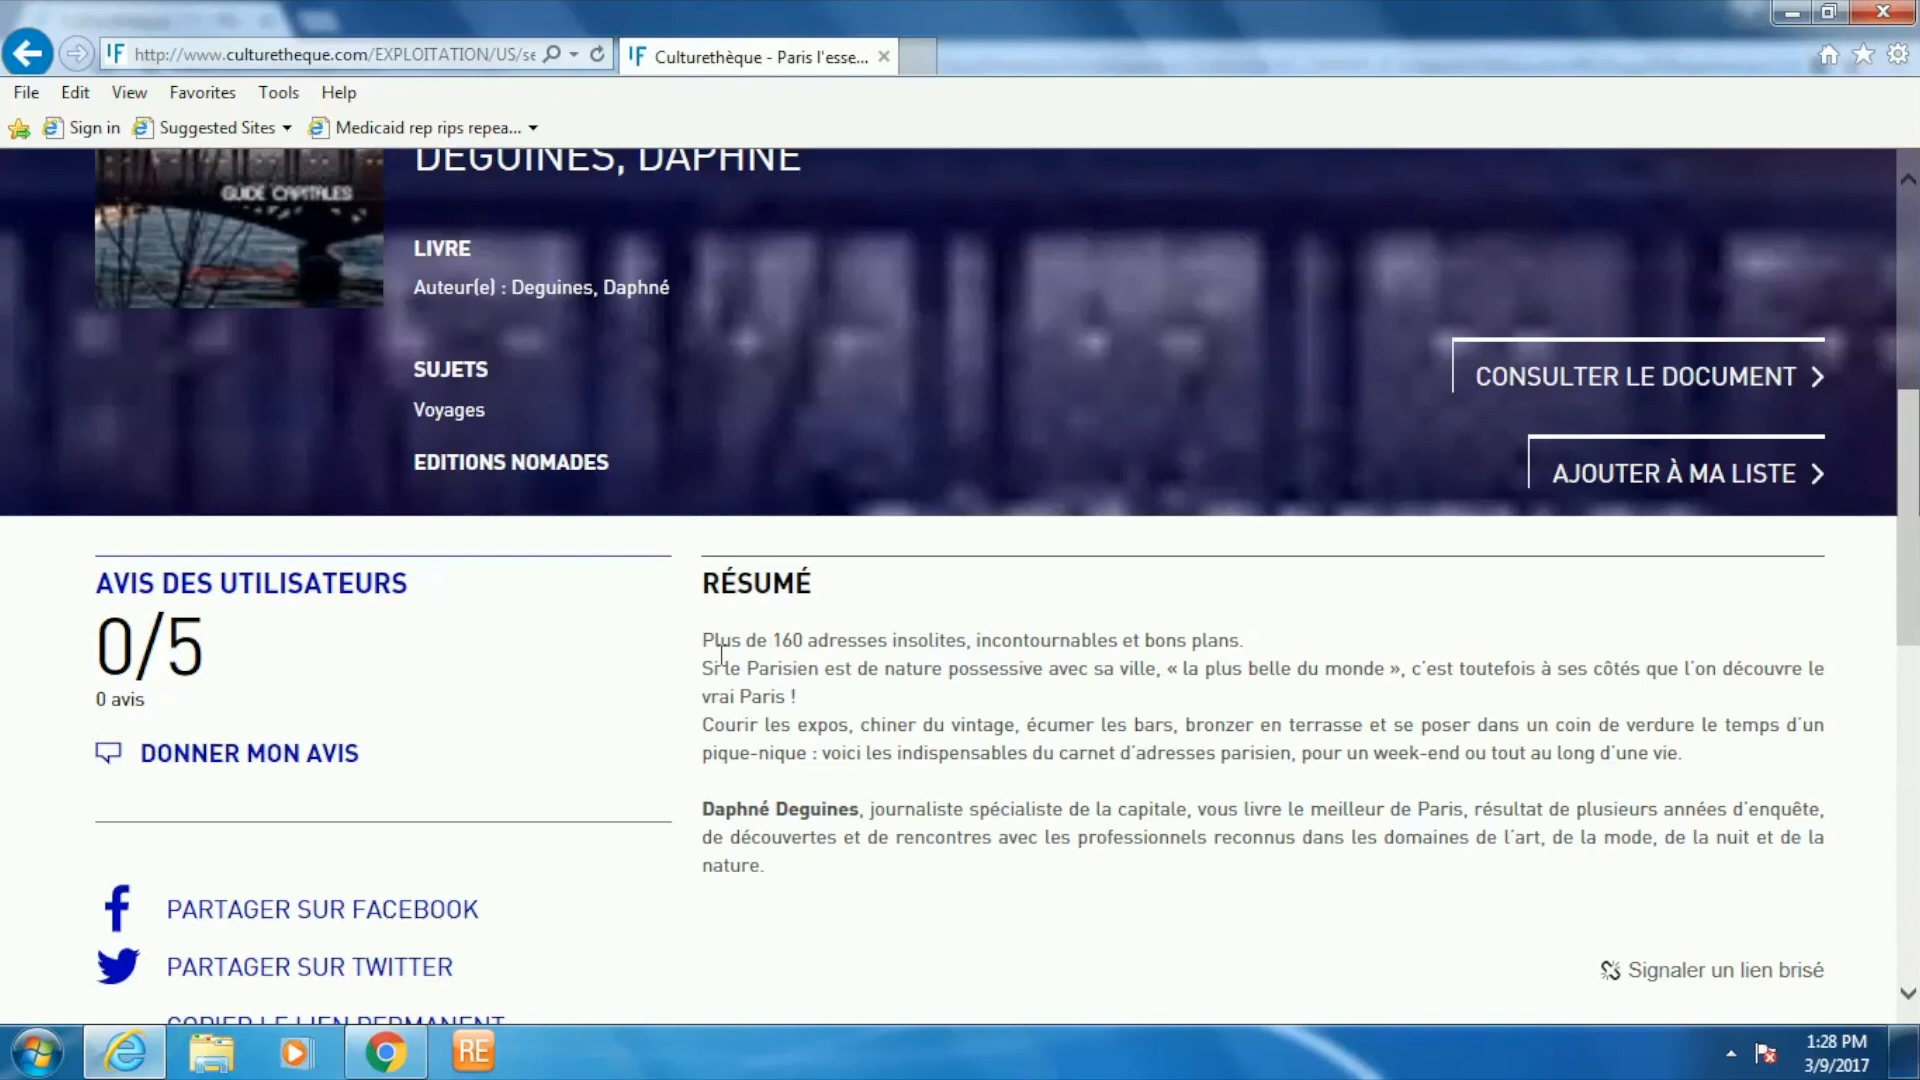 http://www.culturetheque.com/EXPLOITATION/US/se
Culturethèque - Paris l'esse...
File Edit View Favorites Tools Help
Sign in Suggested Sites Medicaid rep rips repea...
GUIDE CAPITALES
DEGUINES, DAPHNÉ
LIVRE
Auteur(e) : Deguines, Daphné
SUJETS
Voyages
EDITIONS NOMADES
CONSULTER LE DOCUMENT
AJOUTER À MA LISTE
AVIS DES UTILISATEURS
0/5
0 avis
DONNER MON AVIS
PARTAGER SUR FACEBOOK
PARTAGER SUR TWITTER
COPIER LE LIEN PERMANENT
RÉSUMÉ
Plus de 160 adresses insolites, incontournables et bons plans.
Si le Parisien est de nature possessive avec sa ville, « la plus belle du monde », c'est toutefois à ses côtés que l'on découvre le
vrai Paris !
Courir les expos, chiner du vintage, écumer les bars, bronzer en terrasse et se poser dans un coin de verdure le temps d'un
pique-nique : voici les indispensables du carnet d'adresses parisien, pour un week-end ou tout au long d'une vie.
Daphné Deguines, journaliste spécialiste de la capitale, vous livre le meilleur de Paris, résultat de plusieurs années d'enquête,
de découvertes et de rencontres avec les professionnels reconnus dans les domaines de l'art, de la mode, de la nuit et de la
nature.
Signaler un lien brisé
RE
1:28 PM
3/9/2017